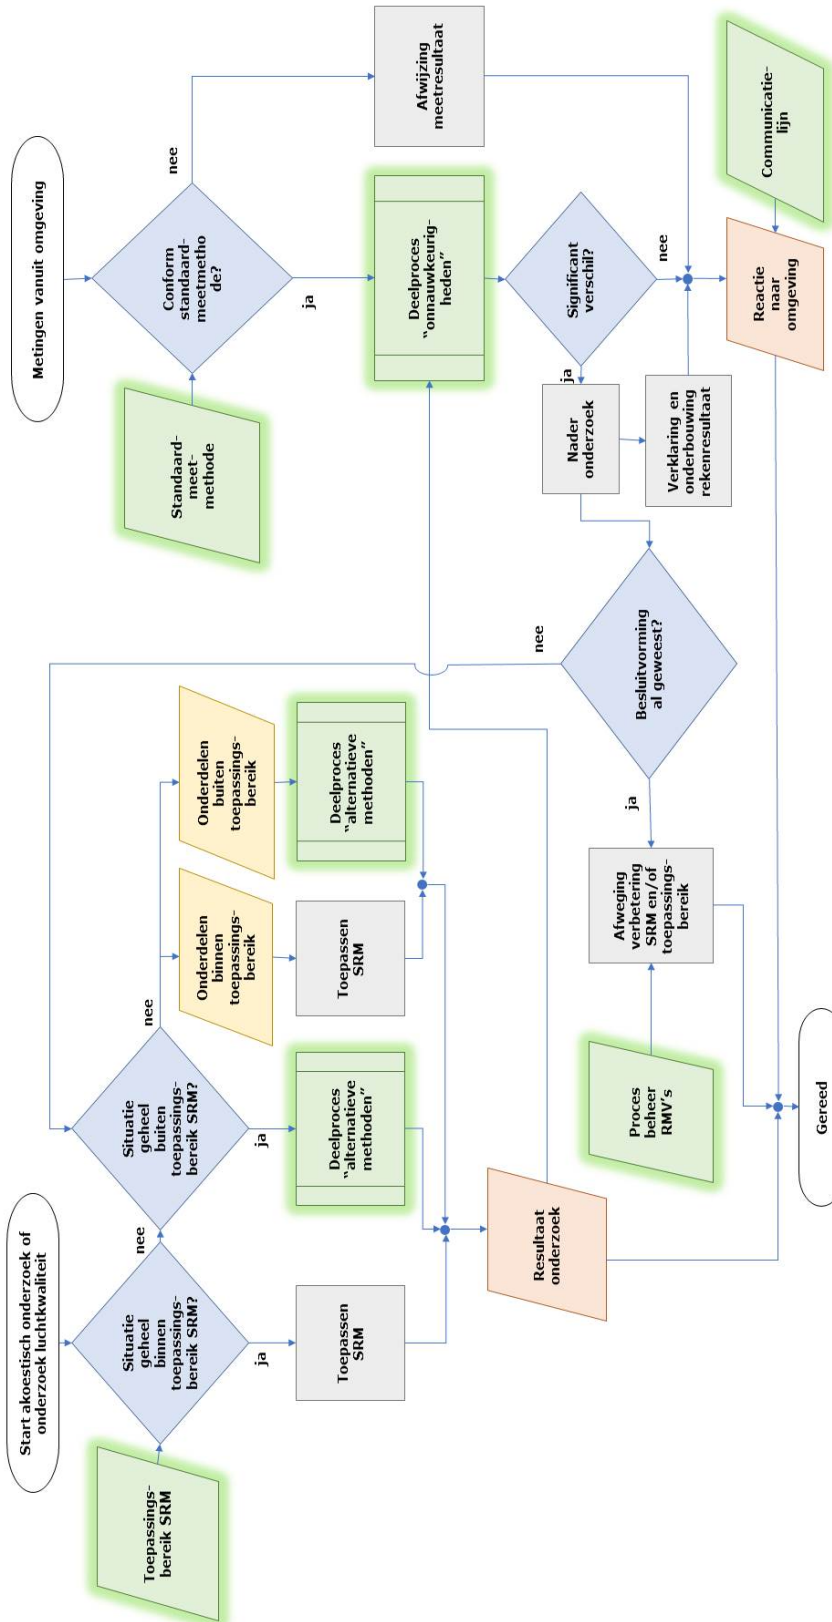 Start akoestisch onderzoek of
onderzoek luchtkwaliteit
Metingen vanuit omgeving
Toepassings-
bereik SRM
Situatie
geheel
binnen
toepassings-
bereik SRM?
nee
ja
Situatie
geheel
buiten
toepassings-
bereik SRM?
nee
ja
Standaard-
meet-
methode
Conform
standaard-
meetmetho
de?
nee
ja
Onderdelen
binnen
toepassings-
bereik
Onderdelen
buiten
toepassings-
bereik
Toepassen
SRM
Deelproces
“alternatieve
methoden”
Toepassen
SRM
Deelproces
“alternatieve
methoden”
Deelproces
“onnauwkeurig-
heden”
Afwijzing
meetresultaat
Resultaat
onderzoek
Significant
verschil?
ja
nee
Nader
onderzoek
Verklaring en
onderbouwing
rekenresultaat
Besluitvorming
al geweest?
nee
ja
Proces
beheer
RMV’s
Afweging
verbetering
SRM en/of
toepassings-
bereik
Reactie
naar
omgeving
Communicatie-
lijn
Gereed